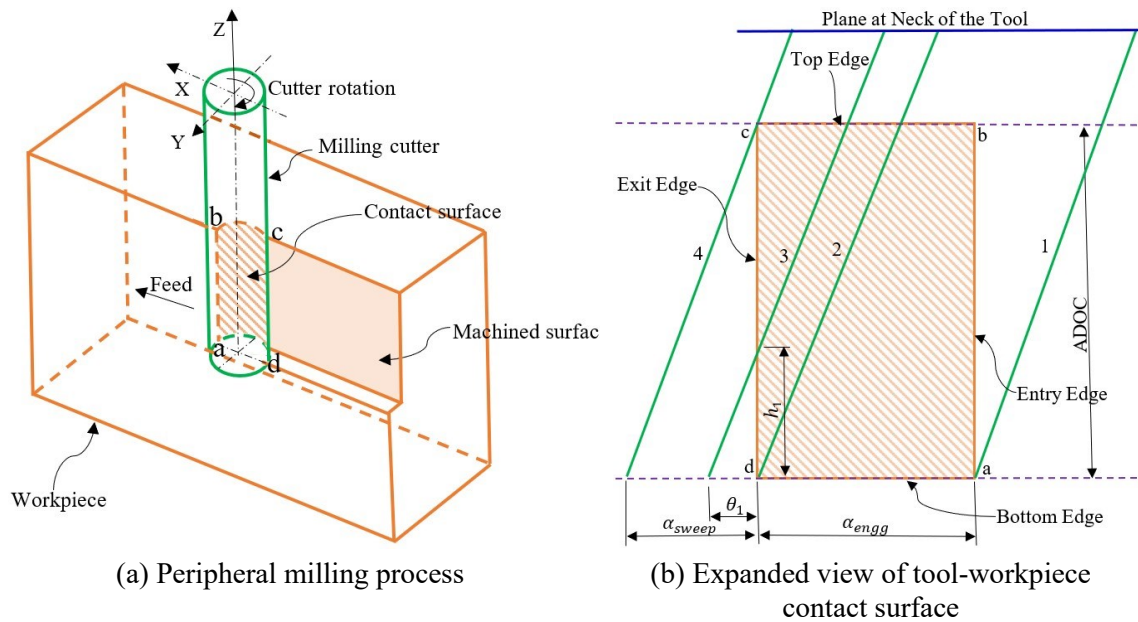 Z
X
Cutter rotation
Y
Milling cutter
Contact surface
b
c
Feed
Machined surfac
a
d
Workpiece
(a) Peripheral milling process
Plane at Neck of the Tool
Top Edge
c
b
Exit Edge
4
3
2
1
ADOC
Entry Edge
h₁
d
a
θ₁
α_sweep
α_engg
Bottom Edge
(b) Expanded view of tool-workpiece
contact surface